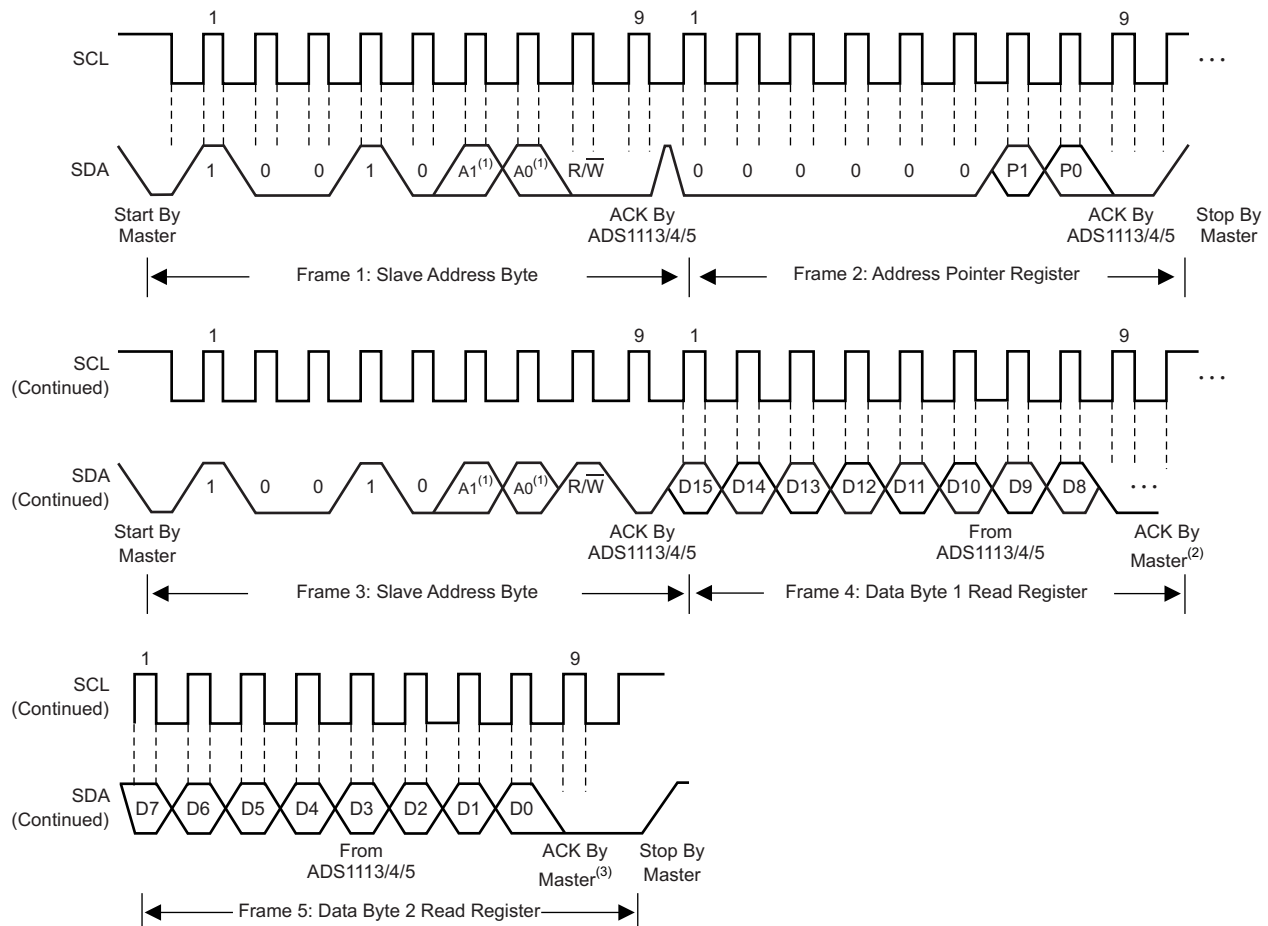 1 9 1 9
SCL
...
SDA
1 0 0 1 0 A1(1) A0(1) R/W̅ 0 0 0 0 0 0 P1 P0
Start By
Master
ACK By
ADS1113/4/5
ACK By
ADS1113/4/5
Stop By
Master
Frame 1: Slave Address Byte
Frame 2: Address Pointer Register
1 9 1 9
SCL
(Continued)
...
SDA
(Continued)
1 0 0 1 0 A1(1) A0(1) R/W̅ D15 D14 D13 D12 D11 D10 D9 D8 ...
Start By
Master
ACK By
ADS1113/4/5
From
ADS1113/4/5
ACK By
Master(2)
Frame 3: Slave Address Byte
Frame 4: Data Byte 1 Read Register
1 9
SCL
(Continued)
SDA
(Continued)
D7 D6 D5 D4 D3 D2 D1 D0
From
ADS1113/4/5
ACK By
Master(3)
Stop By
Master
Frame 5: Data Byte 2 Read Register